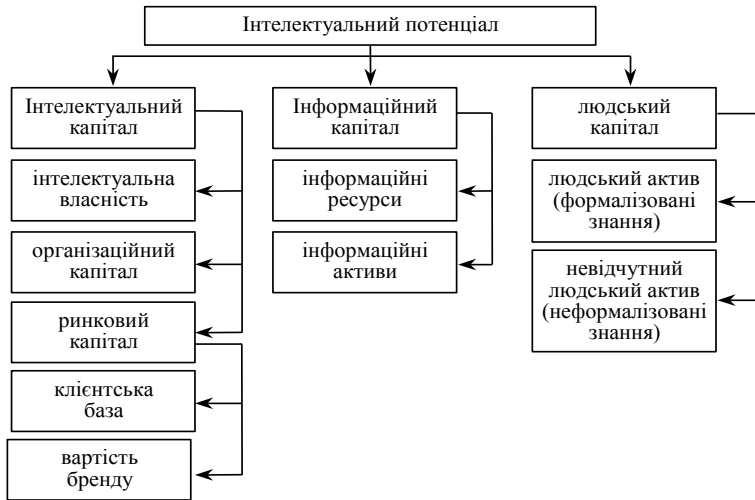 Інтелектуальний потенціал
Інтелектуальний
капітал
інтелектуальна
власність
організаційний
капітал
ринковий
капітал
клієнтська
база
вартість
бренду
Інформаційний
капітал
інформаційні
ресурси
інформаційні
активи
людський
капітал
людський актив
(формалізовані
знання)
невідчутний
людський актив
(неформалізовані
знання)